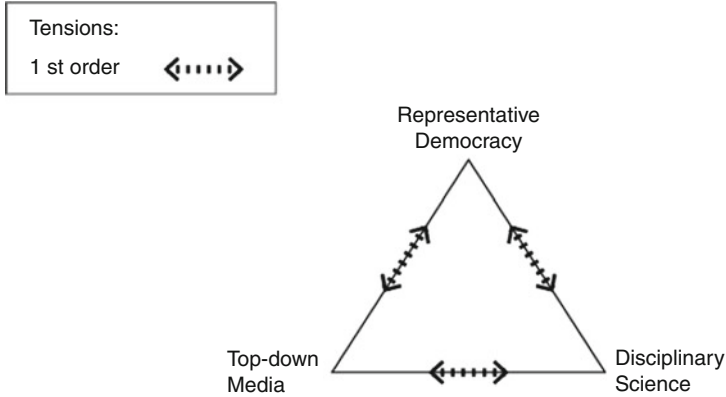 Tensions:
1 st order
Representative
Democracy
Top-down
Media
Disciplinary
Science